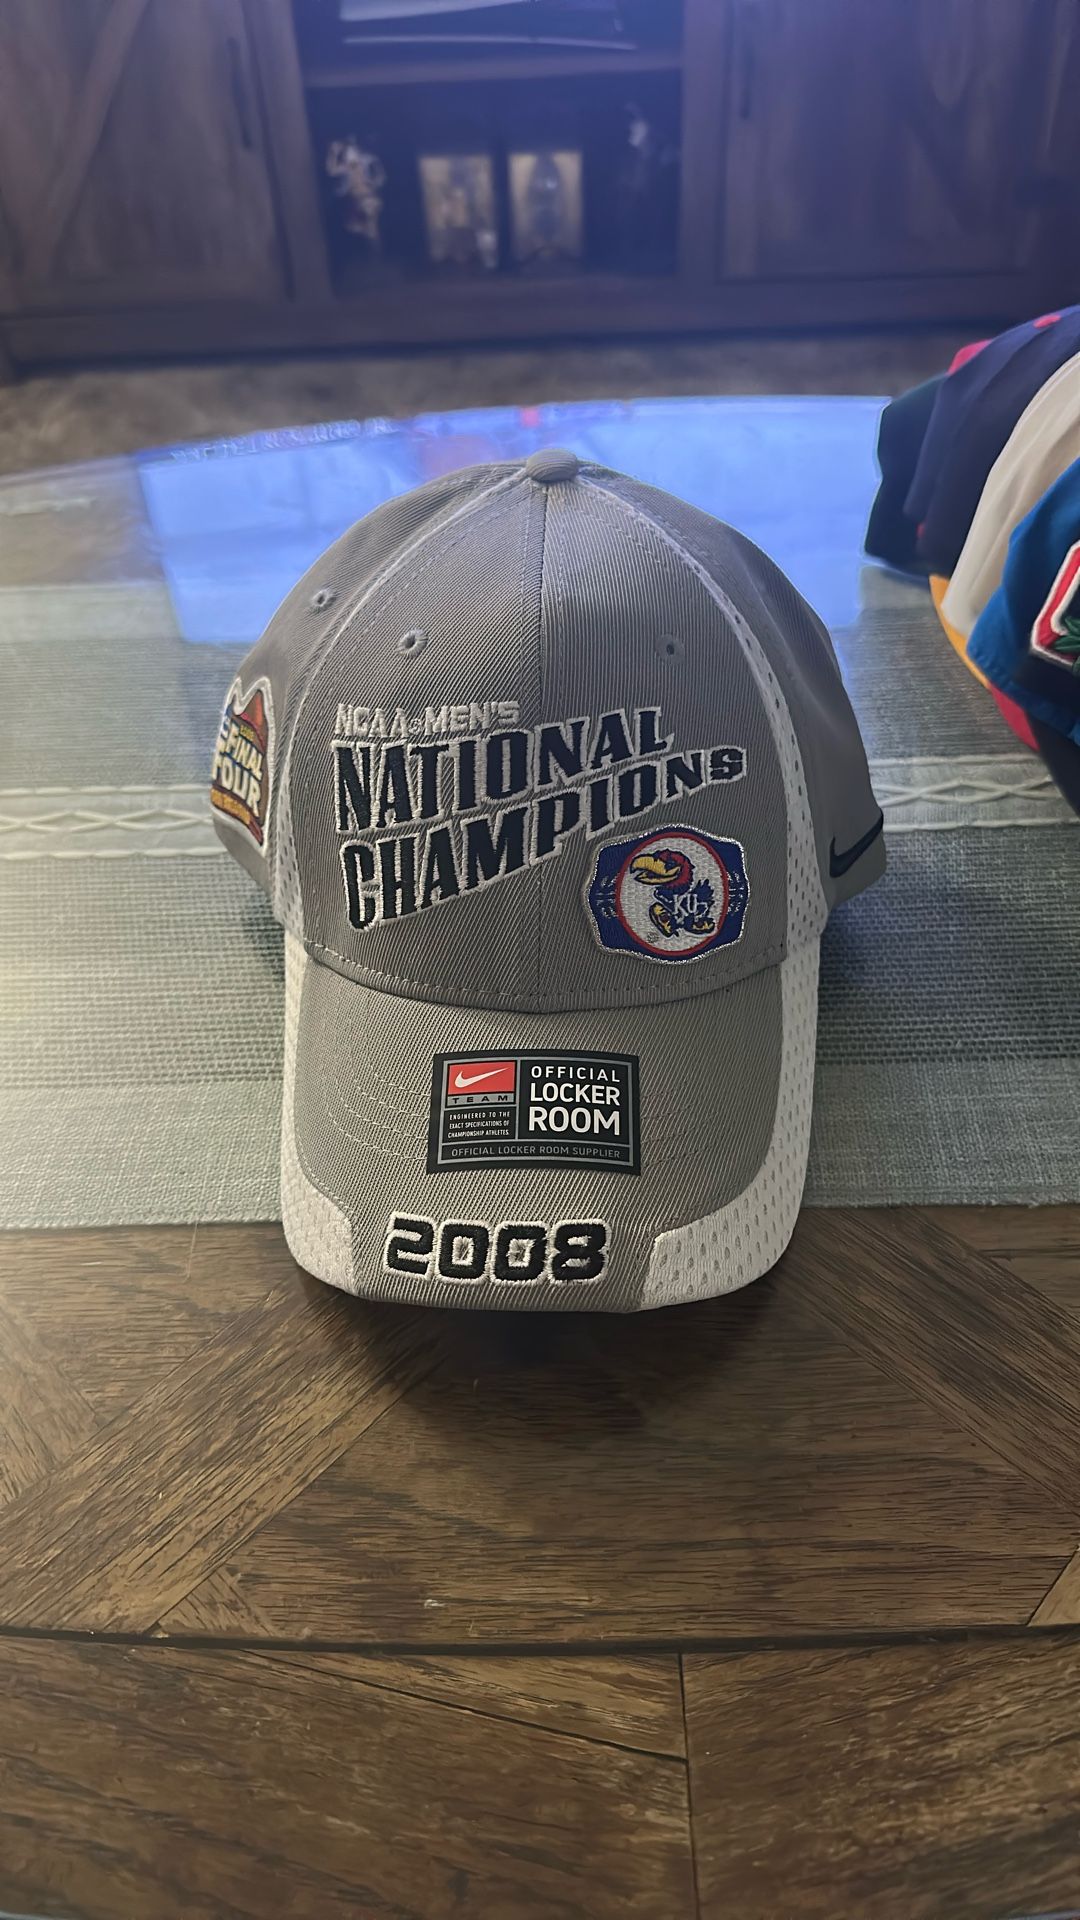 NCAA MEN'S
NATIONAL
CHAMPIONS
FINAL
FOUR
KU
TEAM
ENGINEERED TO THE
EXACT SPECIFICATIONS OF
CHAMPIONSHIP ATHLETES.
OFFICIAL
LOCKER
ROOM
OFFICIAL LOCKER ROOM SUPPLIER
2008